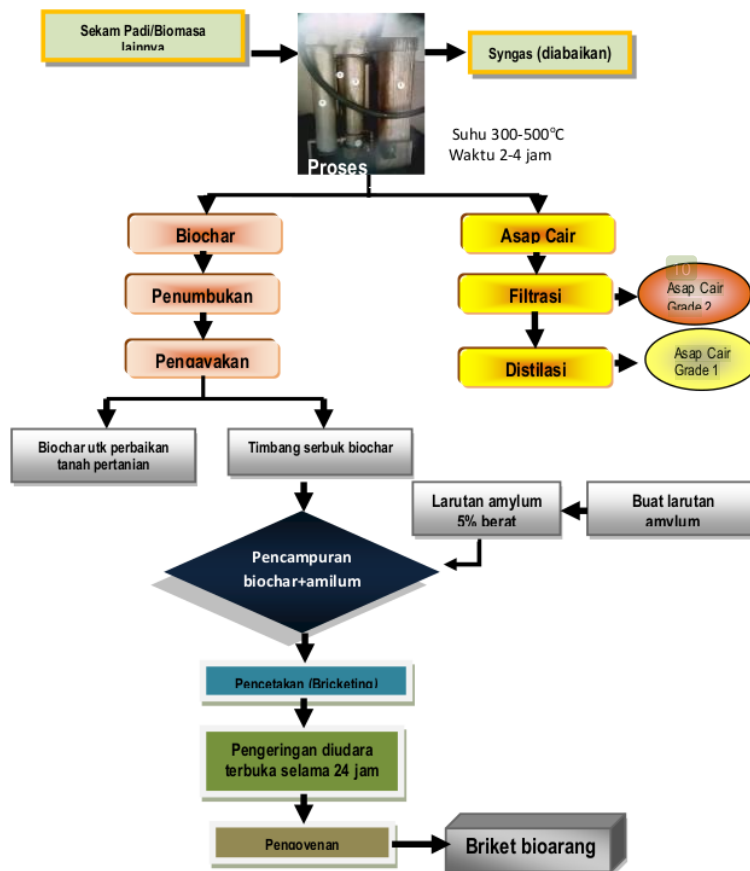 Sekam Padi/Biomasa
lainnya
Syngas (diabaikan)
Proses
Suhu 300-500°C
Waktu 2-4 jam
Biochar
Asap Cair
Penumbukan
Filtrasi
Asap Cair
Grade 2
Pengayakan
Distilasi
Asap Cair
Grade 1
Biochar utk perbaikan
tanah pertanian
Timbang serbuk biochar
Larutan amylum
5% berat
Buat larutan
amylum
Pencampuran
biochar+amilum
Pencetakan (Bricketing)
Pengeringan diudara
terbuka selama 24 jam
Pengovenan
Briket bioarang